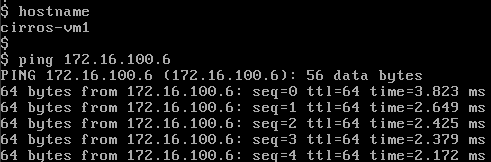 $ hostname
cirros-vm1
$
$ ping 172.16.100.6
PING 172.16.100.6 (172.16.100.6): 56 data bytes
64 bytes from 172.16.100.6: seq=0 ttl=64 time=3.823 ms
64 bytes from 172.16.100.6: seq=1 ttl=64 time=2.649 ms
64 bytes from 172.16.100.6: seq=2 ttl=64 time=2.425 ms
64 bytes from 172.16.100.6: seq=3 ttl=64 time=2.379 ms
64 bytes from 172.16.100.6: seq=4 ttl=64 time=2.172 ms